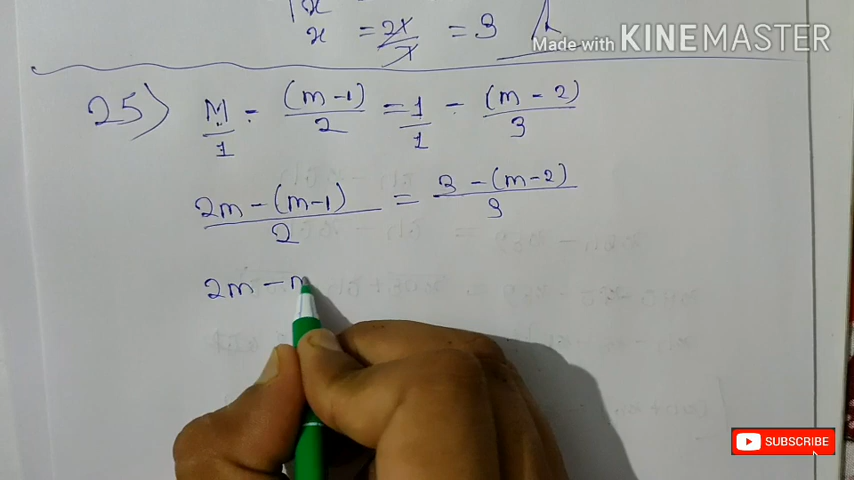 x = 2x/x = 3
Made with KINEMASTER
25) M/1 - (m-1)/2 = 1/1 - (m-2)/3
2m-(m-1)/2 = 3-(m-2)/3
2m-m
SUBSCRIBE